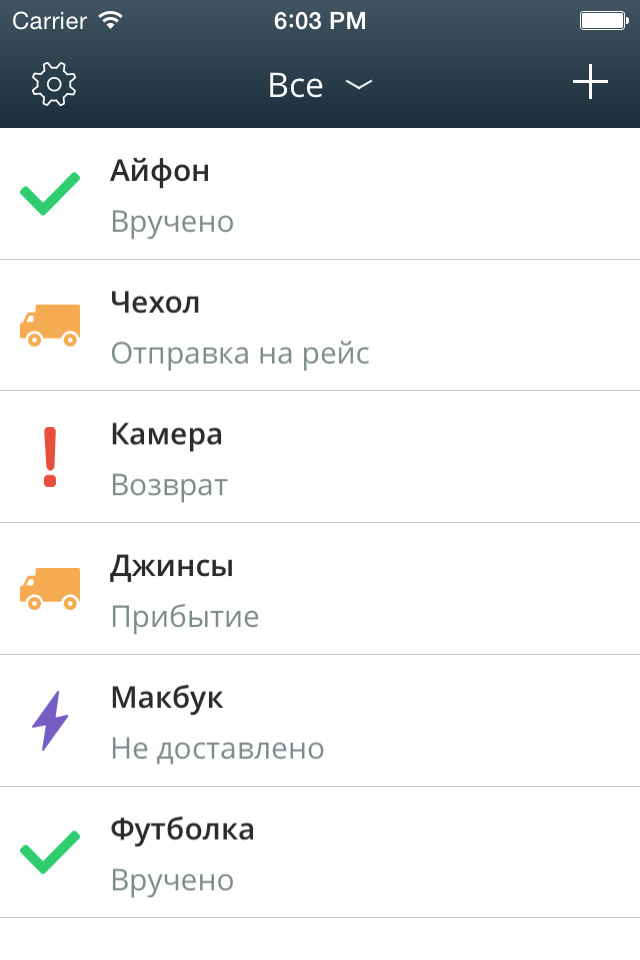 Carrier 6:03 PM
Все
Айфон
Вручено
Чехол
Отправка на рейс
Камера
Возврат
Джинсы
Прибытие
Макбук
Не доставлено
Футболка
Вручено